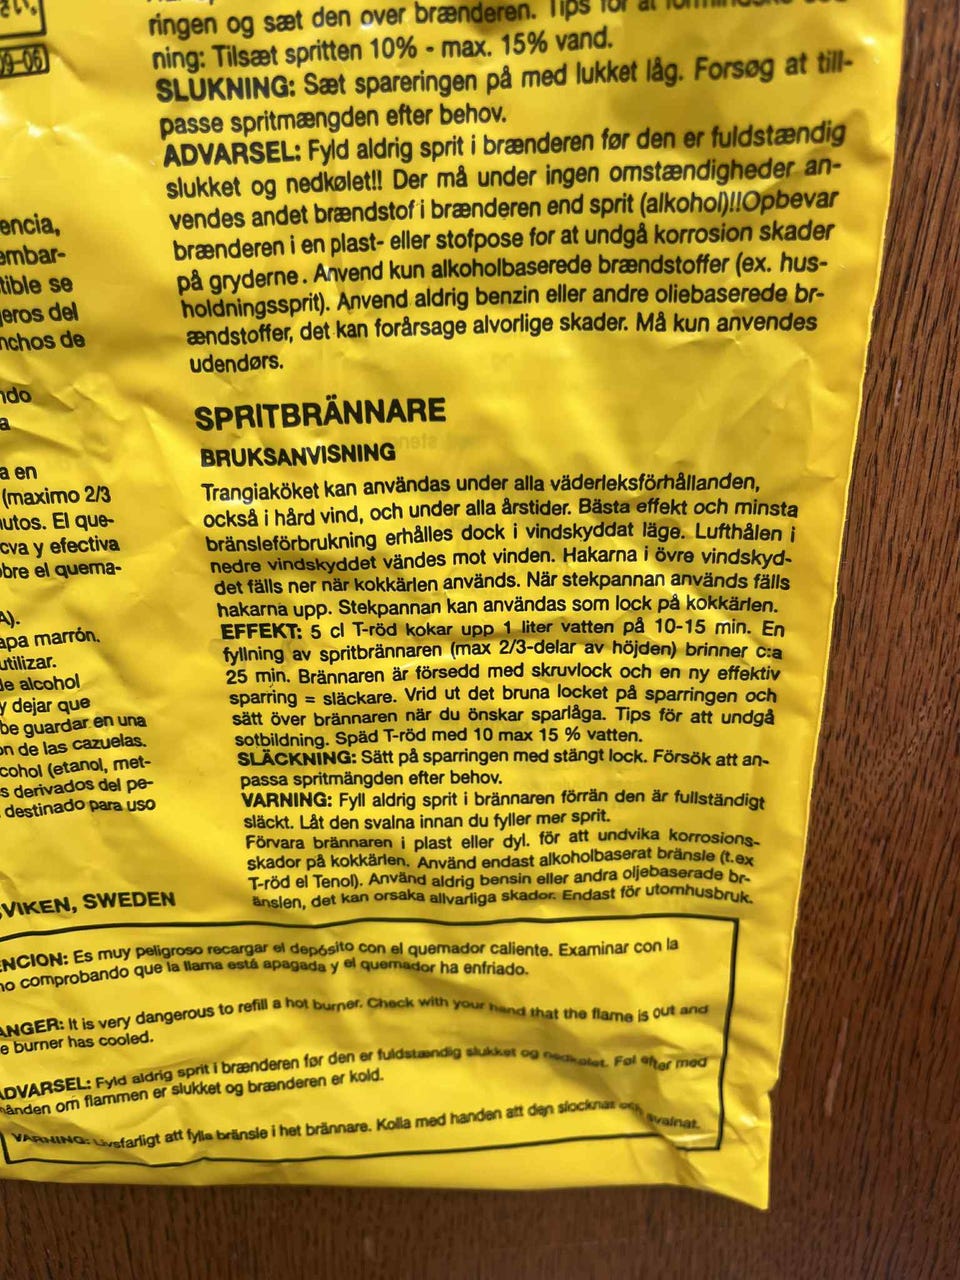 09-06
ringen og sæt den over brænderen. Tips for at
ning: Tilsæt spritten 10% - max. 15% vand.
SLUKNING: Sæt spareringen på med lukket låg. Forsøg at till-
passe spritmængden efter behov.
ADVARSEL: Fyld aldrig sprit i brænderen før den er fuldstændig
slukket og nedkølet!! Der må under ingen omstændigheder an-
vendes andet brændstof i brænderen end sprit (alkohol)!!Opbevar
brænderen i en plast- eller stofpose for at undgå korrosion skader
på gryderne. Anvend kun alkoholbaserede brændstoffer (ex. hus-
holdningssprit). Anvend aldrig benzin eller andre oliebaserede br-
ændstoffer, det kan forårsage alvorlige skader. Må kun anvendes
udendørs.
encia,
embar-
tible se
jeros del
nchos de
ndo
a
a en
(maximo 2/3
nutos. El que-
cva y efectiva
obre el quema-
A).
apa marrón.
utilizar.
de alcohol
y dejar que
be guardar en una
on de las cazuelas.
cohol (etanol, met-
s derivados del pe-
destinado para uso
SVIKEN, SWEDEN
SPRITBRÄNNARE
BRUKSANVISNING
Trangiaköket kan användas under alla väderleksförhållanden,
också i hård vind, och under alla årstider. Bästa effekt och minsta
bränsleförbrukning erhålles dock i vindskyddat läge. Lufthålen i
nedre vindskyddet vändes mot vinden. Hakarna i övre vindskyd-
det fälls ner när kokkärlen används. När stekpannan används fälls
hakarna upp. Stekpannan kan användas som lock på kokkärlen.
EFFEKT: 5 cl T-röd kokar upp 1 liter vatten på 10-15 min. En
fyllning av spritbrännaren (max 2/3-delar av höjden) brinner c:a
25 min. Brännaren är försedd med skruvlock och en ny effektiv
sparring = släckare. Vrid ut det bruna locket på sparringen och
sätt över brännaren när du önskar sparlåga. Tips för att undgå
sotbildning. Späd T-röd med 10 max 15 % vatten.
SLÄCKNING: Sätt på sparringen med stängt lock. Försök att an-
passa spritmängden efter behov.
VARNING: Fyll aldrig sprit i brännaren förrän den är fullständigt
släckt. Låt den svalna innan du fyller mer sprit.
Förvara brännaren i plast eller dyl. för att undvika korrosions-
skador på kokkärlen. Använd endast alkoholbaserat bränsle (t.ex
T-röd el Tenol). Använd aldrig bensin eller andra oljebaserade br-
änslen, det kan orsaka allvarliga skador. Endast för utomhusbruk.
ENCION: Es muy peligroso recargar el depósito con el quemador caliente. Examinar con la
no comprobando que la llama está apagada y el quemador ha enfriado.
ANGER: It is very dangerous to refill a hot burner. Check with your hand that the flame is out and
e burner has cooled.
ADVARSEL: Fyld aldrig sprit i brænderen før den er fuldstændig slukket og nedkølet. Føl efter med
hånden om flammen er slukket og brænderen er kold.
VARNING: Livsfarligt att fylla bränsle i het brännare. Kolla med handen att den slocknat och svalnat.